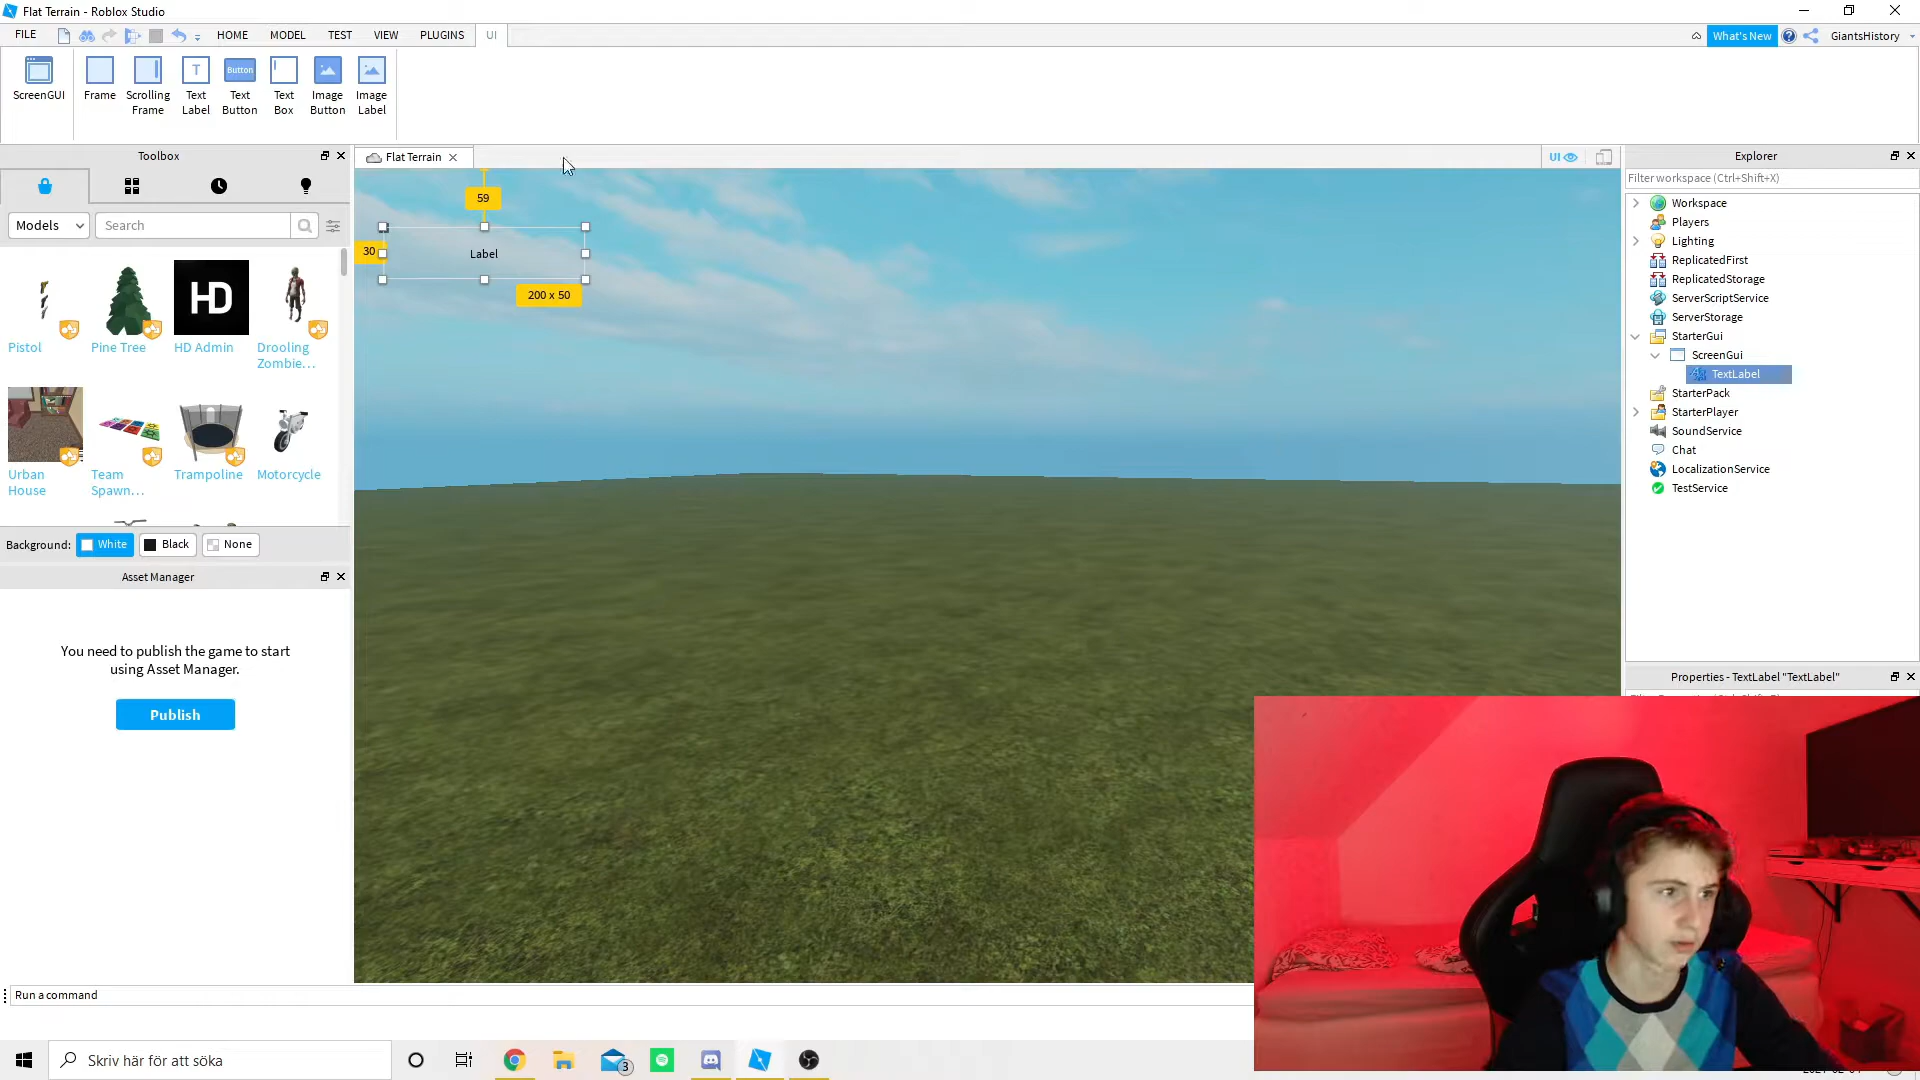 Flat Terrain - Roblox Studio
FILE
HOME
MODEL
TEST
VIEW
PLUGINS
UI
What's New
GiantsHistory
ScreenGUI
Frame
Scrolling
Frame
Text
Label
Button
Text
Button
Text
Box
Image
Button
Image
Label
Toolbox
Models
Search
Pistol
Pine Tree
HD
HD Admin
Drooling
Zombie...
Urban
House
Team
Spawn...
Trampoline
Motorcycle
Background:
White
Black
None
Asset Manager
You need to publish the game to start
using Asset Manager.
Publish
Flat Terrain
UI
59
30
Label
200 x 50
Explorer
Filter workspace (Ctrl+Shift+X)
Workspace
Players
Lighting
ReplicatedFirst
ReplicatedStorage
ServerScriptService
ServerStorage
StarterGui
ScreenGui
TextLabel
StarterPack
StarterPlayer
SoundService
Chat
LocalizationService
TestService
Properties - TextLabel "TextLabel"
Run a command
Skriv här för att söka
3